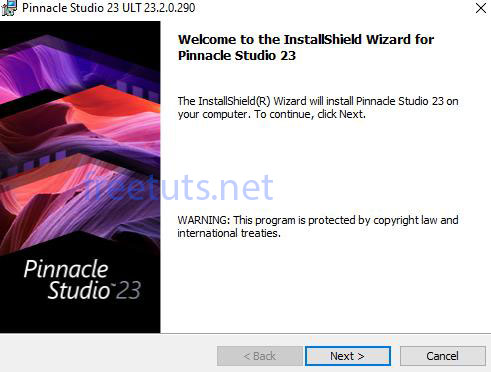 Pinnacle Studio 23 ULT 23.2.0.290
Welcome to the InstallShield Wizard for
Pinnacle Studio 23
The InstallShield(R) Wizard will install Pinnacle Studio 23 on
your computer. To continue, click Next.
freetuts.net
WARNING: This program is protected by copyright law and
international treaties.
Pinnacle
Studio™ 23
< Back
Next >
Cancel